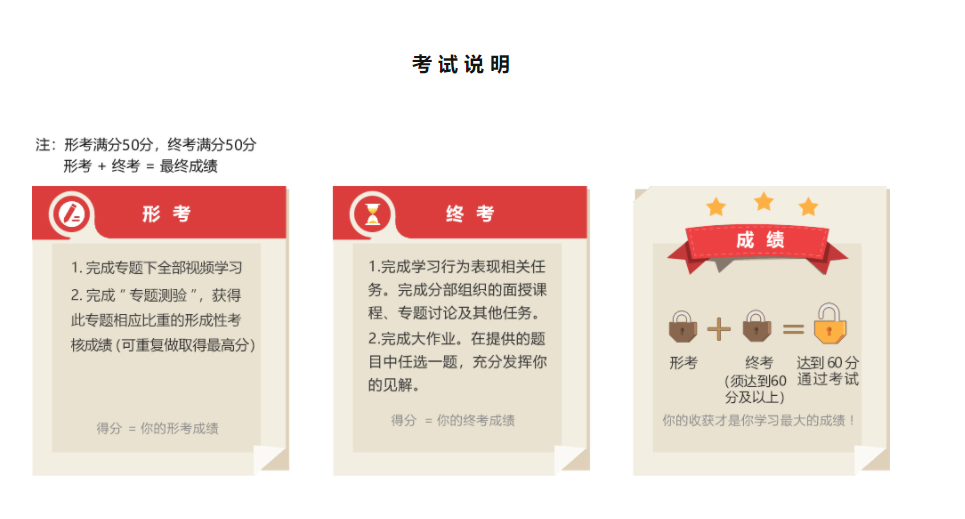 考试说明
注：形考满分50分，终考满分50分
形考 + 终考 = 最终成绩
形 考
1. 完成专题下全部视频学习
2. 完成“专题测验”，获得
此专题相应比重的形成性考
核成绩(可重复做取得最高分)
得分 = 你的形考成绩
终 考
1.完成学习行为表现相关任
务。完成分部组织的面授课
程、专题讨论及其他任务。
2.完成大作业。在提供的题
目中任选一题，充分发挥你
的见解。
得分 = 你的终考成绩
成 绩
+ =
形考 终考 达到 60 分
（须达到60 通过考试
分及以上）
你的收获才是你学习最大的成绩！